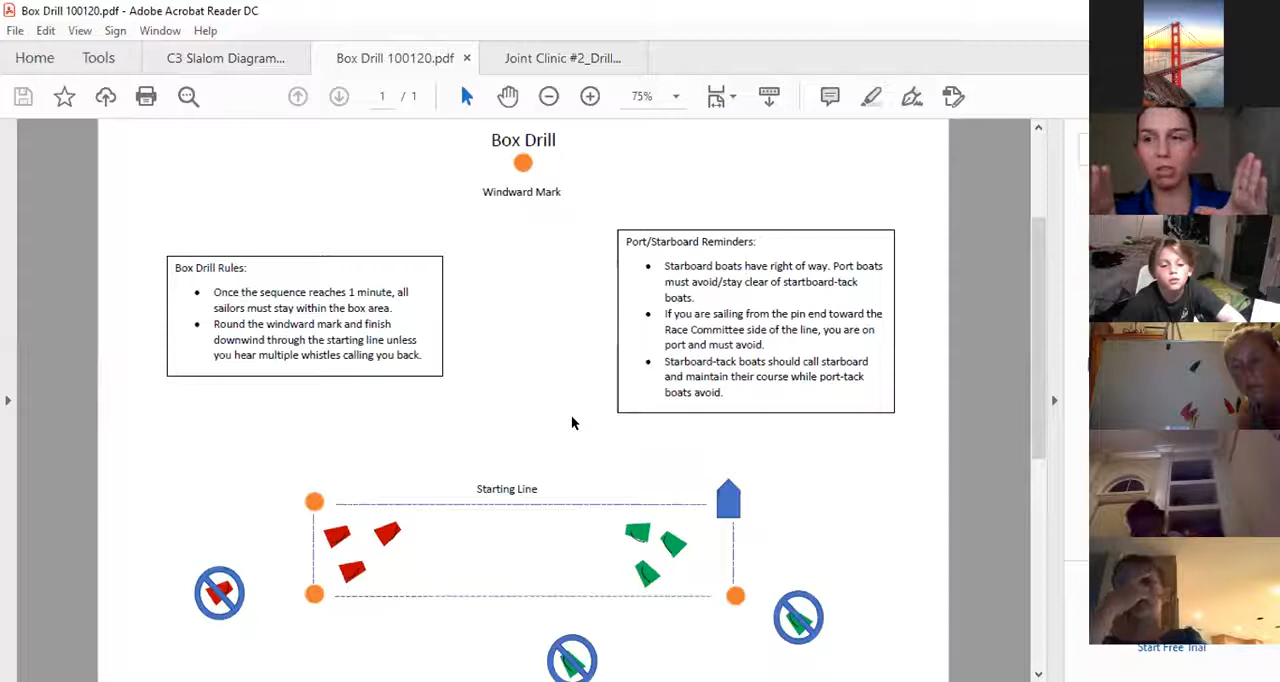 Box Drill 100120.pdf - Adobe Acrobat Reader DC
File Edit View Sign Window Help
Home Tools C3 Slalom Diagram... Box Drill 100120.pdf × Joint Clinic #2_Drill...
1 / 1 75%
Box Drill
Windward Mark
Port/Starboard Reminders:
• Starboard boats have right of way. Port boats
must avoid/stay clear of startboard-tack
boats.
• If you are sailing from the pin end toward the
Race Committee side of the line, you are on
port and must avoid.
• Starboard-tack boats should call starboard
and maintain their course while port-tack
boats avoid.
Box Drill Rules:
• Once the sequence reaches 1 minute, all
sailors must stay within the box area.
• Round the windward mark and finish
downwind through the starting line unless
you hear multiple whistles calling you back.
Starting Line
Start Free Trial